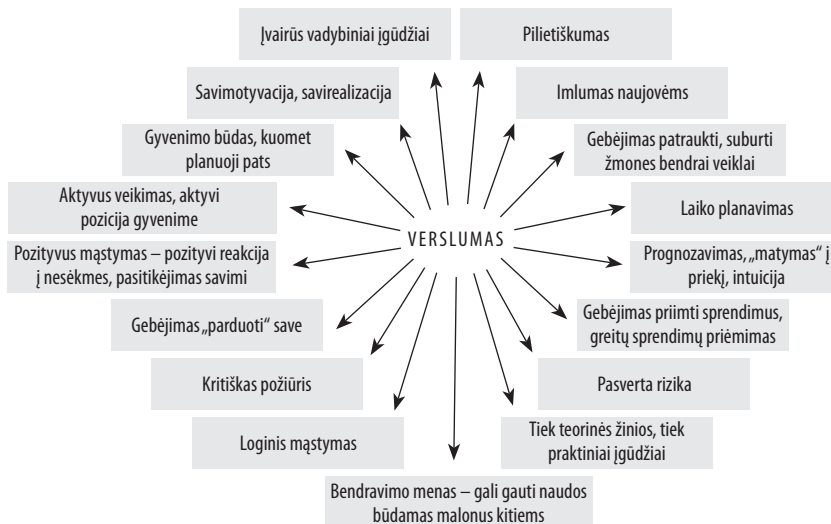 Įvairūs vadybiniai įgūdžiai
Pilietiškumas
Savimotyvacija, savirealizacija
Imlumas naujovėms
Gyvenimo būdas, kuomet
planuoji pats
Gebėjimas patraukti, suburti
žmones bendrai veiklai
Aktyvus veikimas, aktyvi
pozicija gyvenime
Laiko planavimas
VERSLUMAS
Pozityvus mąstymas – pozityvi reakcija
į nesėkmes, pasitikėjimas savimi
Prognozavimas, „matymas“ į
priekį, intuicija
Gebėjimas „parduoti“ save
Gebėjimas priimti sprendimus,
greitų sprendimų priėmimas
Kritiškas požiūris
Pasverta rizika
Loginis mąstymas
Tiek teorinės žinios, tiek
praktiniai įgūdžiai
Bendravimo menas – gali gauti naudos
būdamas malonus kitiems